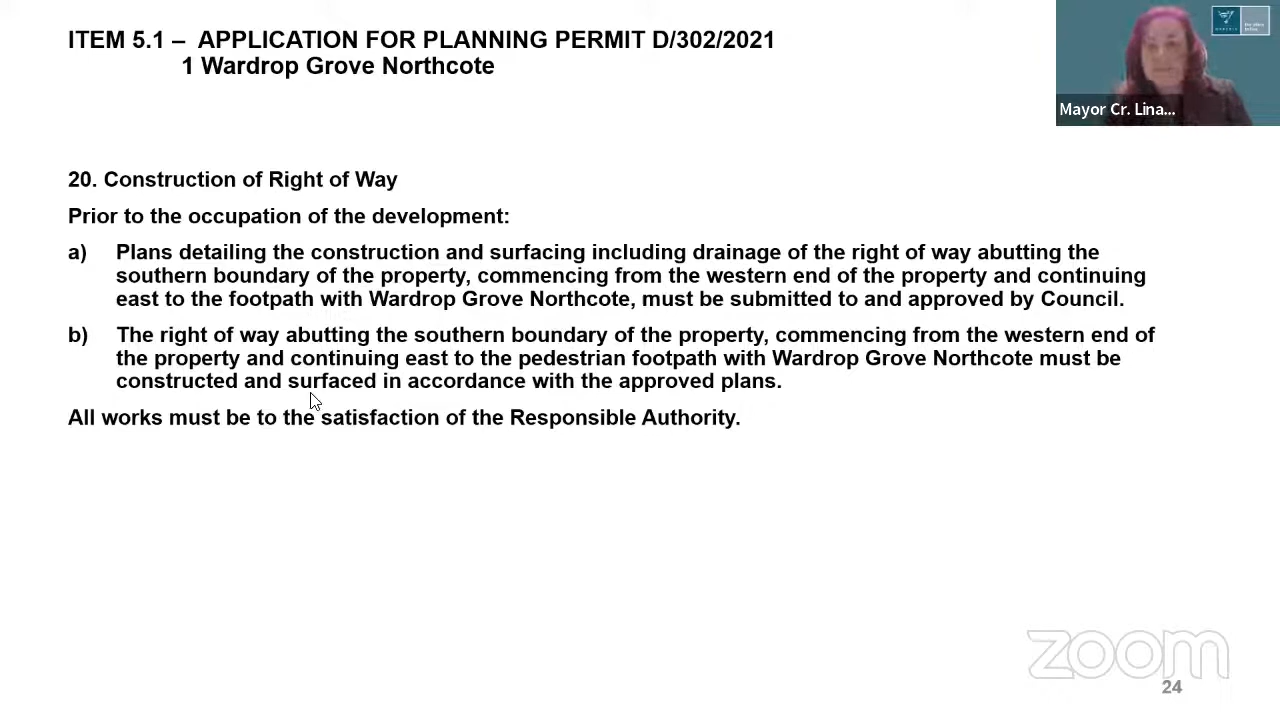 ITEM 5.1 – APPLICATION FOR PLANNING PERMIT D/302/2021
1 Wardrop Grove Northcote
Mayor Cr. Lina...
20. Construction of Right of Way
Prior to the occupation of the development:
a) Plans detailing the construction and surfacing including drainage of the right of way abutting the
southern boundary of the property, commencing from the western end of the property and continuing
east to the footpath with Wardrop Grove Northcote, must be submitted to and approved by Council.
b) The right of way abutting the southern boundary of the property, commencing from the western end of
the property and continuing east to the pedestrian footpath with Wardrop Grove Northcote must be
constructed and surfaced in accordance with the approved plans.
All works must be to the satisfaction of the Responsible Authority.
zoom
24